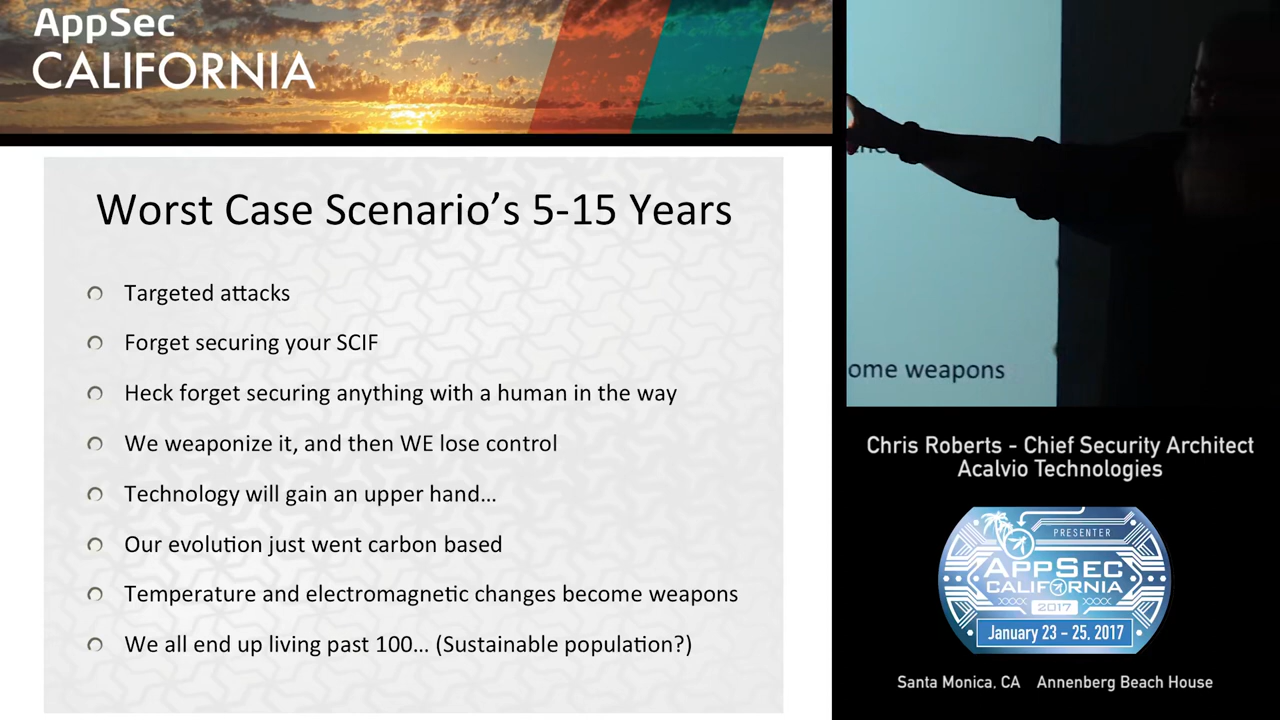 AppSec
CALIFORNIA
Worst Case Scenario's 5-15 Years
Targeted attacks
Forget securing your SCIF
Heck forget securing anything with a human in the way
We weaponize it, and then WE lose control
Technology will gain an upper hand...
Our evolution just went carbon based
Temperature and electromagnetic changes become weapons
We all end up living past 100... (Sustainable population?)
ome weapons
Chris Roberts - Chief Security Architect
Acalvio Technologies
PRESENTER
APPSEC
CALIFORNIA
2017
January 23 - 25, 2017
Santa Monica, CA Annenberg Beach House